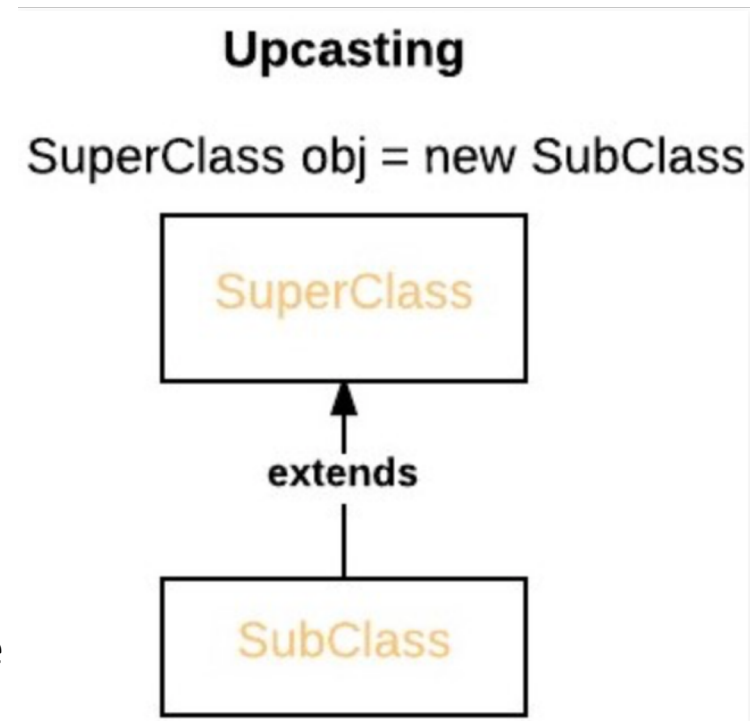 Upcasting
SuperClass obj = new SubClass
SuperClass
extends
SubClass